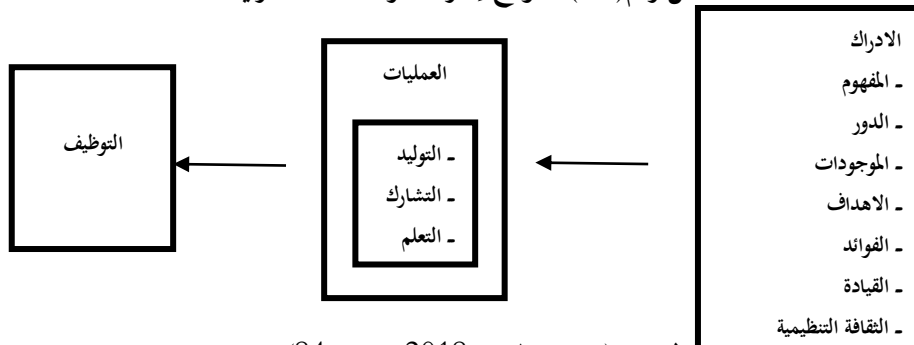 الادراك
ـ المفهوم
ـ الدور
ـ الموجودات
ـ الاهداف
ـ الفوائد
ـ القيادة
ـ الثقافة التنظيمية
العمليات
ـ التوليد
ـ التشارك
ـ التعلم
التوظيف